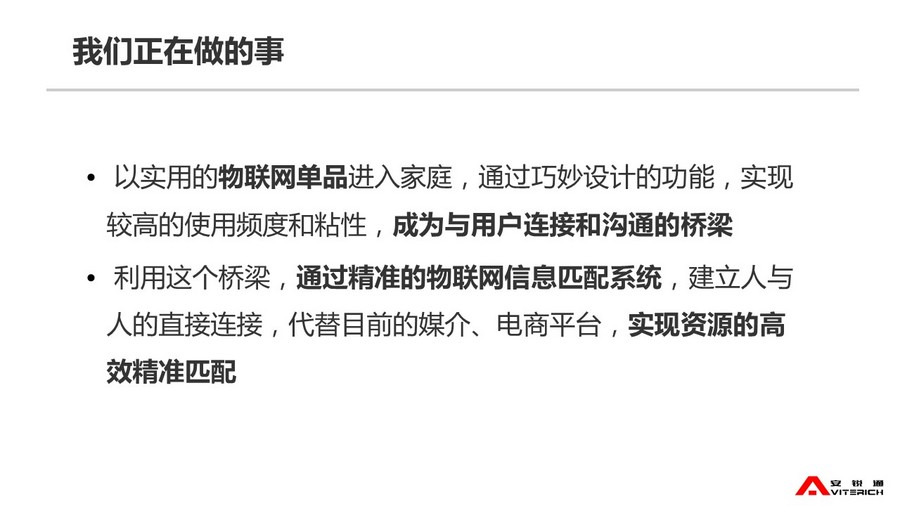 我们正在做的事
• 以实用的物联网单品进入家庭，通过巧妙设计的功能，实现
较高的使用频度和粘性，成为与用户连接和沟通的桥梁
• 利用这个桥梁，通过精准的物联网信息匹配系统，建立人与
人的直接连接，代替目前的媒介、电商平台，实现资源的高
效精准匹配
安锐通
AVITERICH